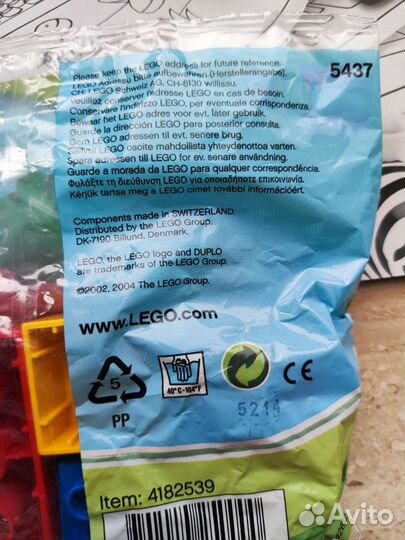 Please keep the LEGO address for future reference.
5437
LEGO Adresse bitte aufbewahren (Herstellerangabe).
CH: LEGO Schweiz AG, CH-6130 Willisau.
Veuillez conserver l'adresse LEGO en cas de besoin.
Conservare l'indirizzo LEGO, per eventuale corrispondenza.
Bewaar het LEGO adres voor evt. later gebruik.
Guarde la dirección LEGO para posterior consulta.
Gem LEGO adressen til evt. senere brug.
Säilytä LEGO osoite mahdollista yhteydenottoa varten.
Spara adressen till LEGO för ev. senare användning.
Guarde a morada da LEGO para qualquer correspondência.
Φυλάξτε τη διεύθυνση LEGO για οποιαδήποτε επικοινωνία.
Kérjük tartsa meg a LEGO címet további információért.
Components made in SWITZERLAND.
Distributed by the LEGO Group,
DK-7190 Billund, Denmark.
LEGO, the LEGO logo and DUPLO
are trademarks of the LEGO Group.
©2002, 2004 The LEGO Group.
www.LEGO.com
5
PP
40°C-104°F
CE
5214
Item: 4182539
Avito